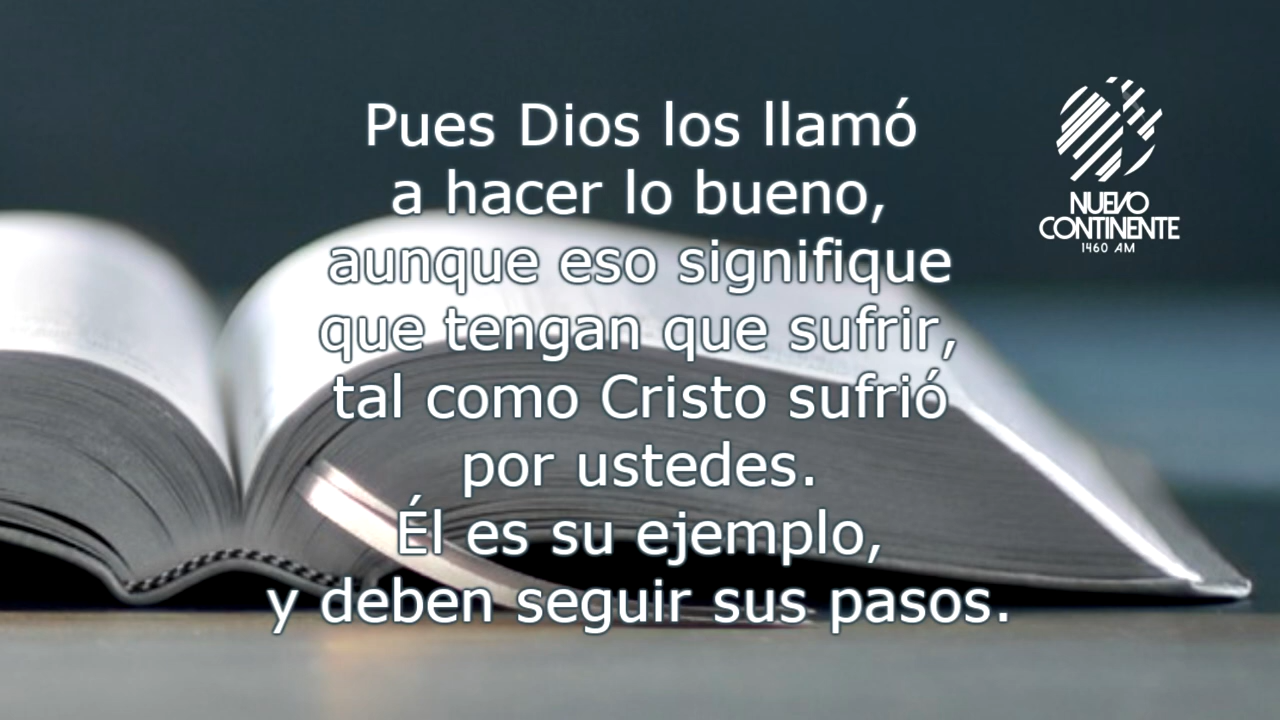 Pues Dios los llamó
a hacer lo bueno,
aunque eso signifique
que tengan que sufrir,
tal como Cristo sufrió
por ustedes.
Él es su ejemplo,
y deben seguir sus pasos.
NUEVO
CONTINENTE
1460 AM